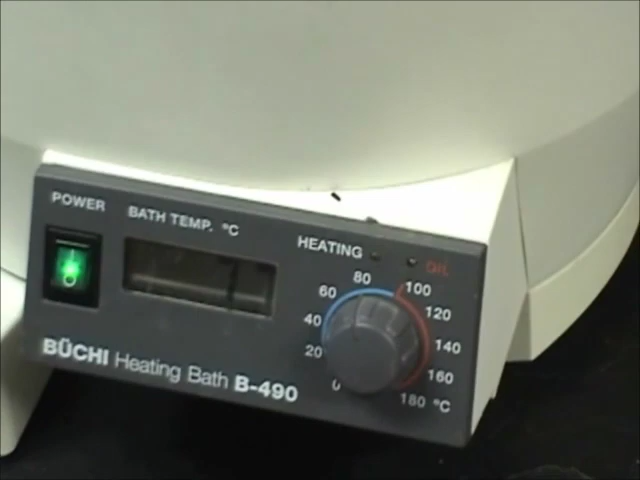 POWER
BATH TEMP. °C
HEATING
OIL
0
20
40
60
80
100
120
140
160
180 °C
BÜCHI Heating Bath B-490